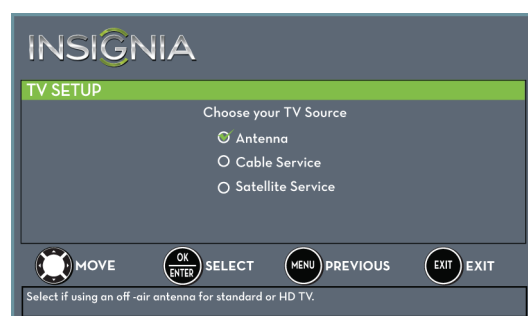 INSIGNIA
TV SETUP
Choose your TV Source
Antenna
Cable Service
Satellite Service
MOVE OK ENTER SELECT MENU PREVIOUS EXIT EXIT
Select if using an off -air antenna for standard or HD TV.